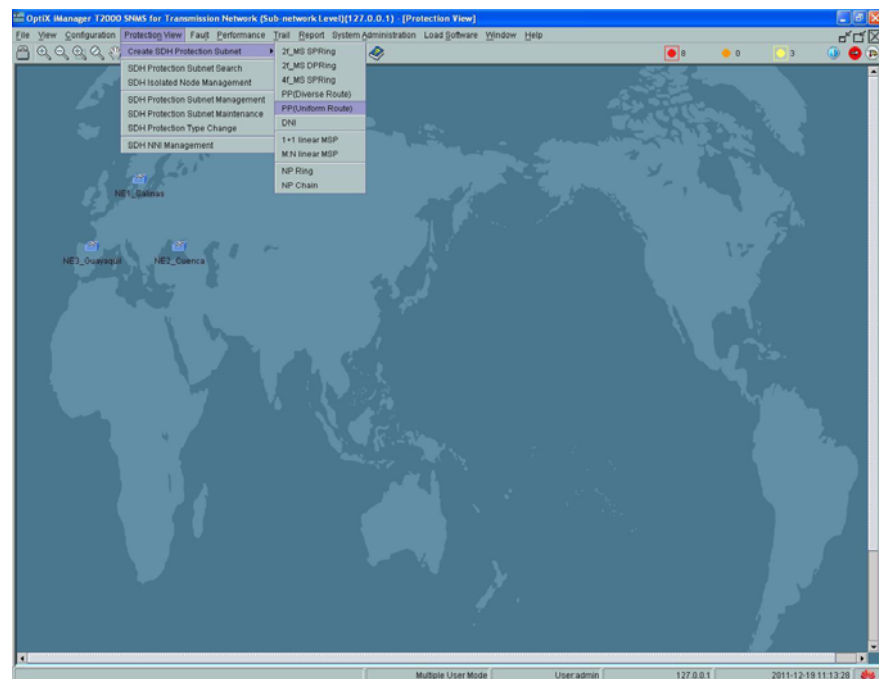 OptiX iManager T2000 SNMS for Transmission Network (Sub-network Level)(127.0.0.1) - [Protection View]
File View Configuration Protection View Fault Performance Trail Report System Administration Load Software Window Help
8 0 3
Create SDH Protection Subnet
SDH Protection Subnet Search
SDH Isolated Node Management
SDH Protection Subnet Management
SDH Protection Subnet Maintenance
SDH Protection Type Change
SDH NNI Management
2f_MS SPRing
2f_MS DPRing
4f_MS SPRing
PP(Diverse Route)
PP(Uniform Route)
DNI
1+1 linear MSP
M:N linear MSP
NP Ring
NP Chain
NE1_Salinas
NE3_Guayaquil NE2_Cuenca
Multiple User Mode User:admin 127.0.0.1 2011-12-19 11:13:28